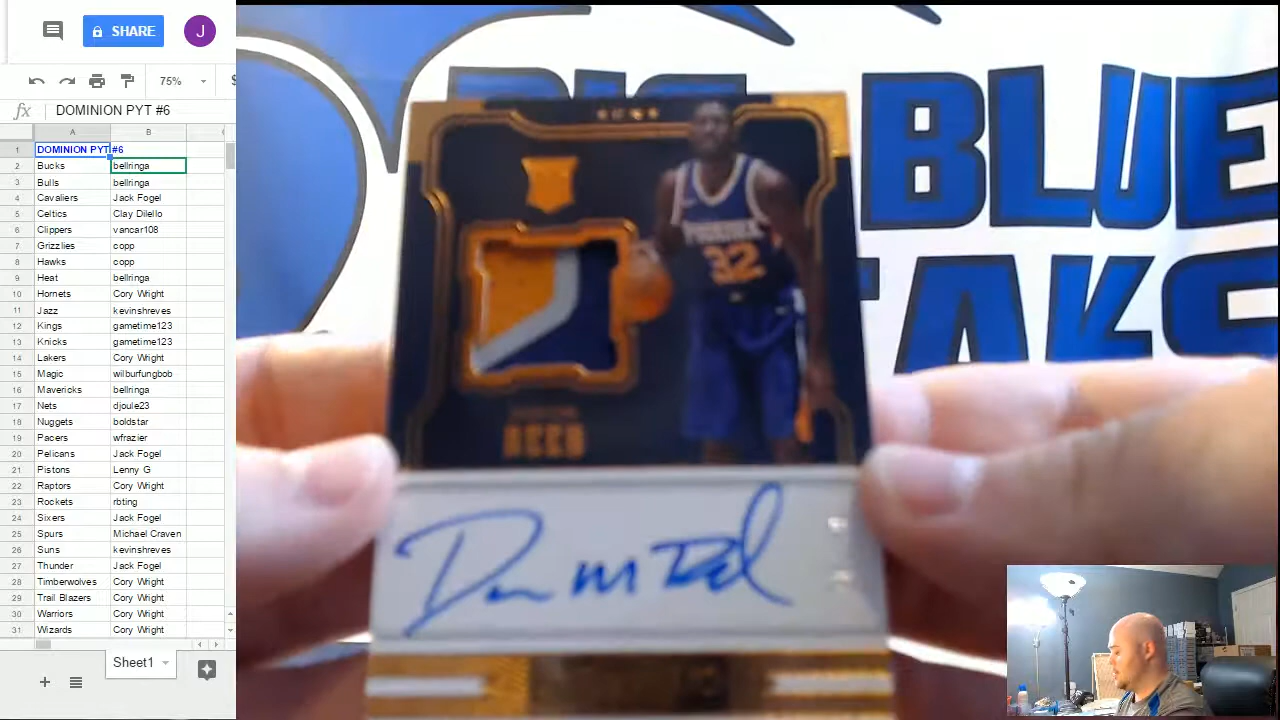 SHARE
J
75%
fx DOMINION PYT #6
A B
1 DOMINION PYT #6
2 Bucks bellringa
3 Bulls bellringa
4 Cavaliers Jack Fogel
5 Celtics Clay Dilello
6 Clippers vancar108
7 Grizzlies copp
8 Hawks copp
9 Heat bellringa
10 Hornets Cory Wright
11 Jazz kevinshreves
12 Kings gametime123
13 Knicks gametime123
14 Lakers Cory Wright
15 Magic wilburfungbob
16 Mavericks bellringa
17 Nets djoule23
18 Nuggets boldstar
19 Pacers wfrazier
20 Pelicans Jack Fogel
21 Pistons Lenny G
22 Raptors Cory Wright
23 Rockets rbting
24 Sixers Jack Fogel
25 Spurs Michael Craven
26 Suns kevinshreves
27 Thunder Jack Fogel
28 Timberwolves Cory Wright
29 Trail Blazers Cory Wright
30 Warriors Cory Wright
31 Wizards Cory Wright
Sheet1
BLUE
SUNS
PHOENIX
32
REED